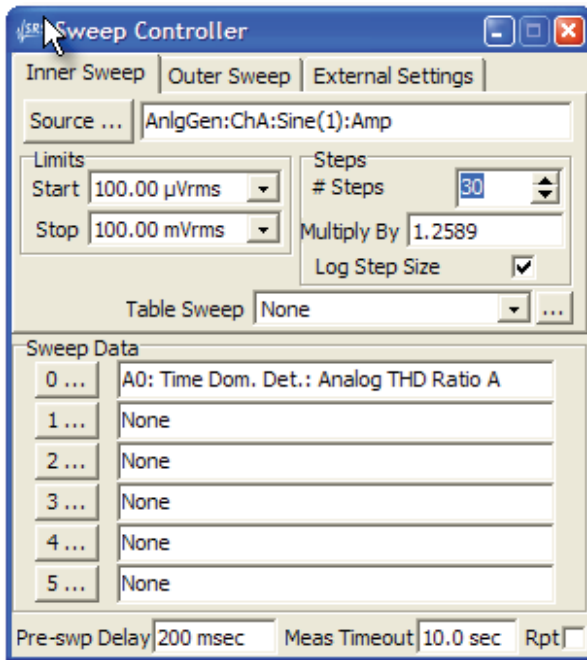 SRS Sweep Controller
Inner Sweep Outer Sweep External Settings
Source ... AnlgGen:ChA:Sine(1):Amp
Limits
Start 100.00 µVrms
Stop 100.00 mVrms
Steps
# Steps 30
Multiply By 1.2589
Log Step Size
Table Sweep None ...
Sweep Data
0 ... A0: Time Dom. Det.: Analog THD Ratio A
1 ... None
2 ... None
3 ... None
4 ... None
5 ... None
Pre-swp Delay 200 msec Meas Timeout 10.0 sec Rpt